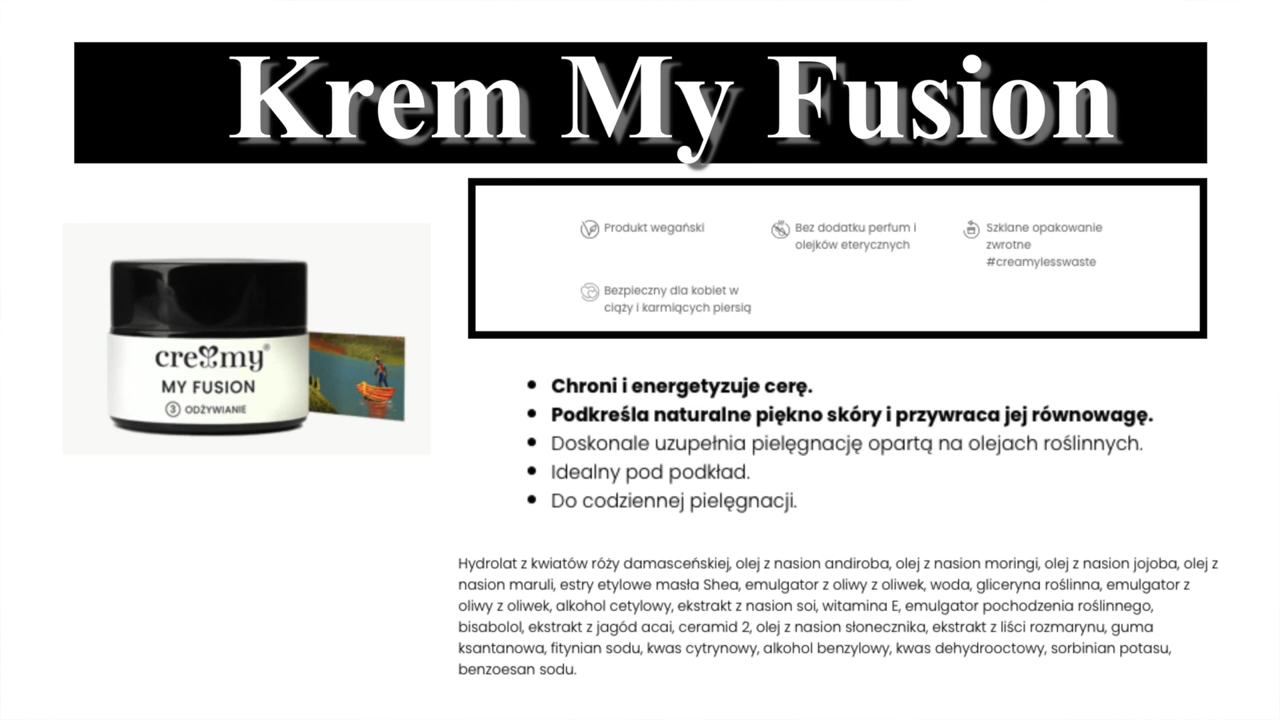 Krem My Fusion
Produkt wegański
Bez dodatku perfum i
olejków eterycznych
Szklane opakowanie
zwrotne
#creamylesswaste
Bezpieczny dla kobiet w
ciąży i karmiących piersią
creamy®
MY FUSION
3 ODŻYWIANIE
• Chroni i energetyzuje cerę.
• Podkreśla naturalne piękno skóry i przywraca jej równowagę.
• Doskonale uzupełnia pielęgnację opartą na olejach roślinnych.
• Idealny pod podkład.
• Do codziennej pielęgnacji.
Hydrolat z kwiatów róży damasceńskiej, olej z nasion andiroba, olej z nasion moringi, olej z nasion jojoba, olej z
nasion maruli, estry etylowe masła Shea, emulgator z oliwy z oliwek, woda, gliceryna roślinna, emulgator z
oliwy z oliwek, alkohol cetylowy, ekstrakt z nasion soi, witamina E, emulgator pochodzenia roślinnego,
bisabolol, ekstrakt z jagód acai, ceramid 2, olej z nasion słonecznika, ekstrakt z liści rozmarynu, guma
ksantanowa, fitynian sodu, kwas cytrynowy, alkohol benzylowy, kwas dehydrooctowy, sorbinian potasu,
benzoesan sodu.